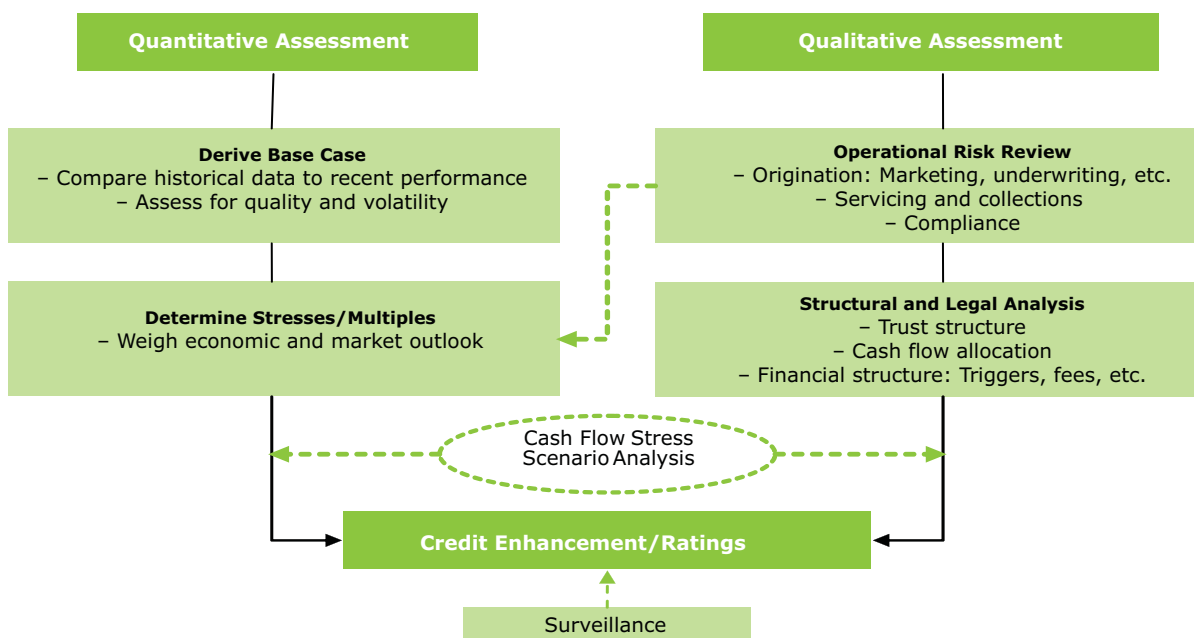 Quantitative Assessment
Qualitative Assessment
Derive Base Case
– Compare historical data to recent performance
– Assess for quality and volatility
Operational Risk Review
– Origination: Marketing, underwriting, etc.
– Servicing and collections
– Compliance
Determine Stresses/Multiples
– Weigh economic and market outlook
Structural and Legal Analysis
– Trust structure
– Cash flow allocation
– Financial structure: Triggers, fees, etc.
Cash Flow Stress
Scenario Analysis
Credit Enhancement/Ratings
Surveillance